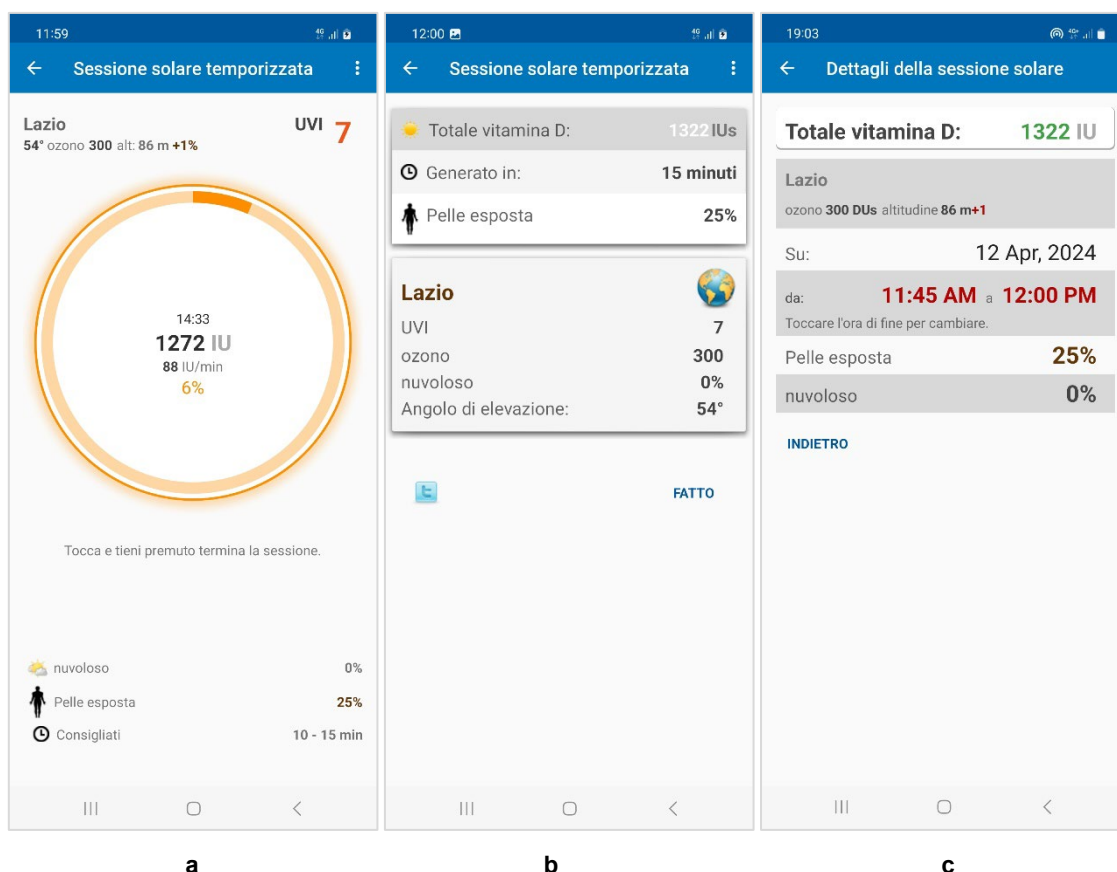 11:59
Sessione solare temporizzata
Lazio
UVI 7
54° ozono 300 alt: 86 m +1%
14:33
1272 IU
88 IU/min
6%
Tocca e tieni premuto termina la sessione.
nuvoloso 0%
Pelle esposta 25%
Consigliati 10 - 15 min
a
12:00
4G
Sessione solare temporizzata
Totale vitamina D: 1322 IUs
Generato in: 15 minuti
Pelle esposta 25%
Lazio
UVI 7
ozono 300
nuvoloso 0%
Angolo di elevazione: 54°
FATTO
b
19:03
Dettagli della sessione solare
Totale vitamina D: 1322 IU
Lazio
ozono 300 DUs altitudine 86 m+1
Su: 12 Apr, 2024
da: 11:45 AM a 12:00 PM
Toccare l'ora di fine per cambiare.
Pelle esposta 25%
nuvoloso 0%
INDIETRO
c